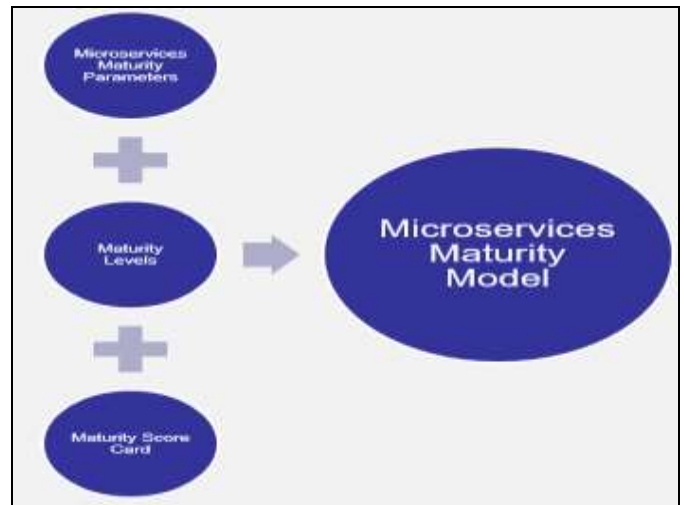 Microservices
Maturity
Parameters
Maturity
Levels
Maturity Score
Card
Microservices
Maturity
Model